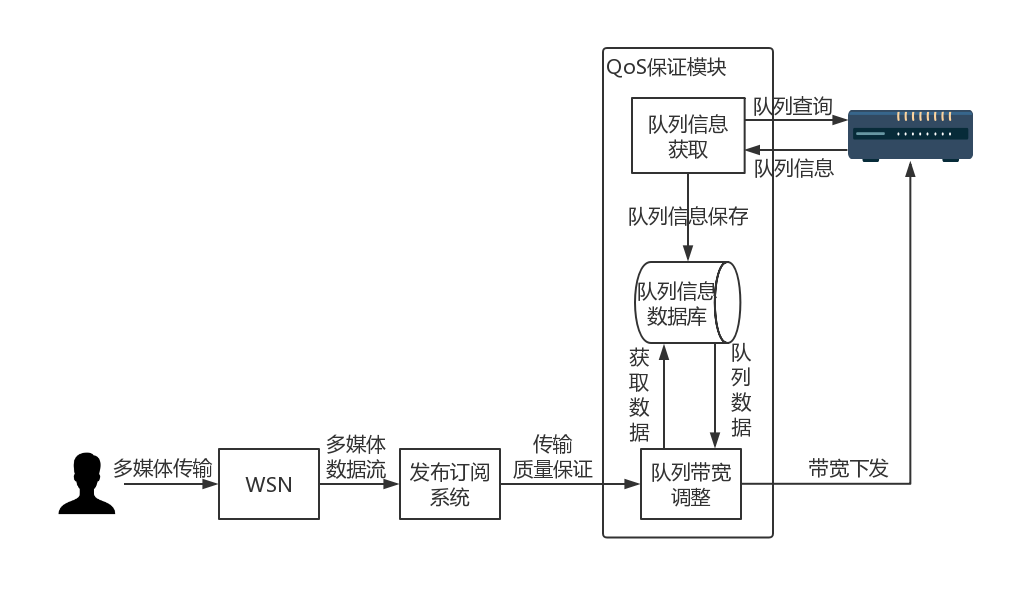 QoS保证模块
队列信息
获取
队列查询
队列信息
队列信息保存
队列信息
数据库
获
取
数
据
队
列
数
据
多媒体传输
WSN
多媒体
数据流
发布订阅
系统
传输
质量保证
队列带宽
调整
带宽下发